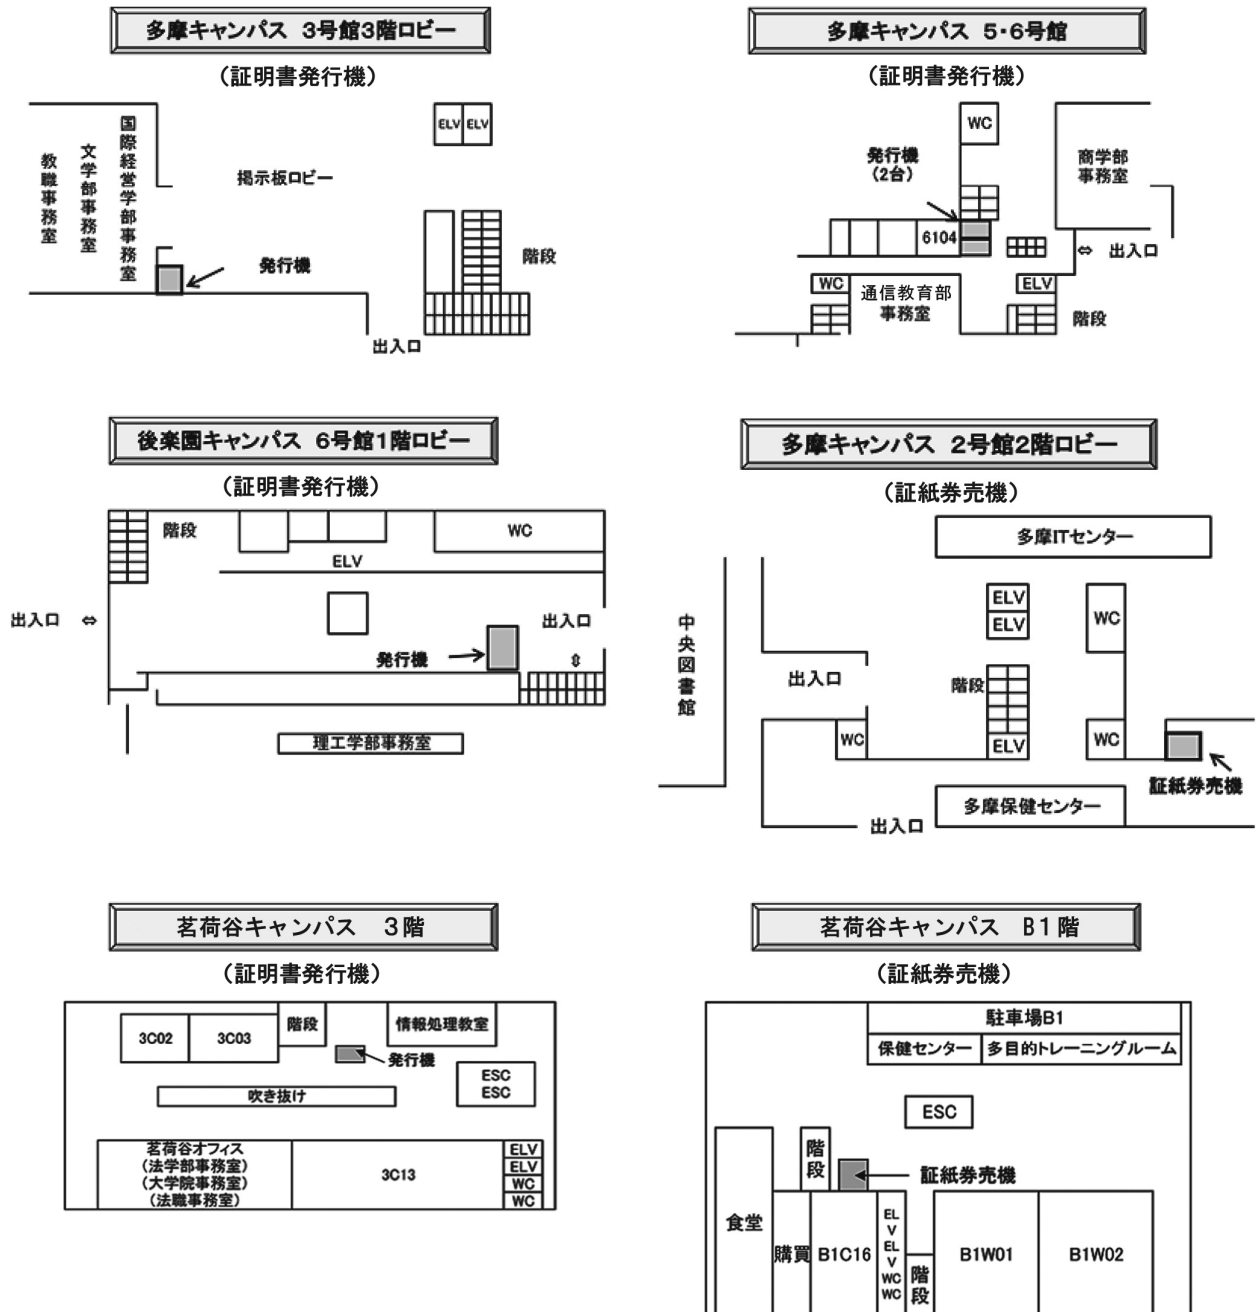 多摩キャンパス 3号館3階ロビー
（証明書発行機）
教職事務室
文学部事務室
国際経営学部事務室
掲示板ロビー
発行機
ELV ELV
階段
出入口
多摩キャンパス 5・6号館
（証明書発行機）
WC
発行機
（2台）
商学部
事務室
6104
⇔ 出入口
WC
通信教育部
事務室
ELV
階段
後楽園キャンパス 6号館1階ロビー
（証明書発行機）
階段
WC
ELV
出入口 ⇔
出入口
⇕
発行機
理工学部事務室
多摩キャンパス 2号館2階ロビー
（証紙券売機）
多摩ITセンター
中央図書館
ELV
ELV
WC
出入口
階段
WC
ELV
WC
証紙券売機
多摩保健センター
出入口
茗荷谷キャンパス 3階
（証明書発行機）
3C02
3C03
階段
情報処理教室
発行機
ESC
ESC
吹き抜け
茗荷谷オフィス
（法学部事務室）
（大学院事務室）
（法職事務室）
3C13
ELV
ELV
WC
WC
茗荷谷キャンパス B1階
（証紙券売機）
駐車場B1
保健センター
多目的トレーニングルーム
ESC
階段
証紙券売機
食堂
購買
B1C16
EL
V
EL
V
WC
WC
階段
B1W01
B1W02